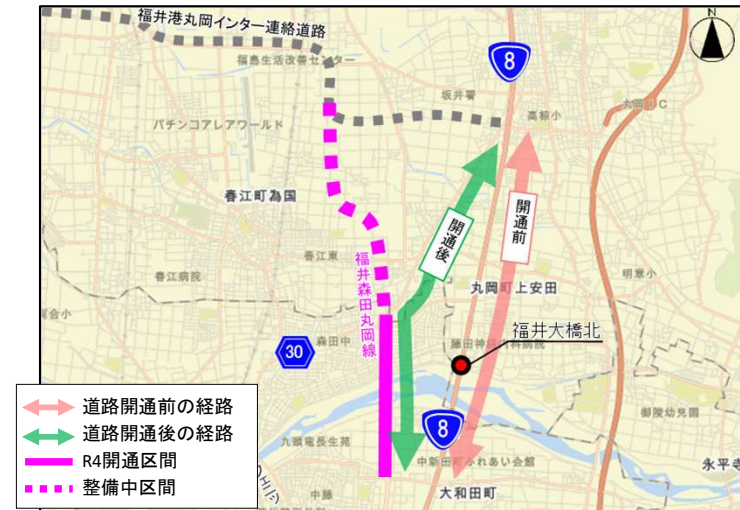 福井港丸岡インター連絡道路
N
福島生活改善センター
8
坂井署
高椋小
丸岡JC
パチンコアレアワールド
春江町為国
開通後
開通前
春江東
福井森田丸岡線
春江病院
明章小
丸岡町上安田
福井大橋北
30
森田中
御陵幼児園
道路開通前の経路
道路開通後の経路
R4開通区間
整備中区間
九頭竜長生苑
8
中新田町ふれあい会館
永平寺
中藤
大和田町